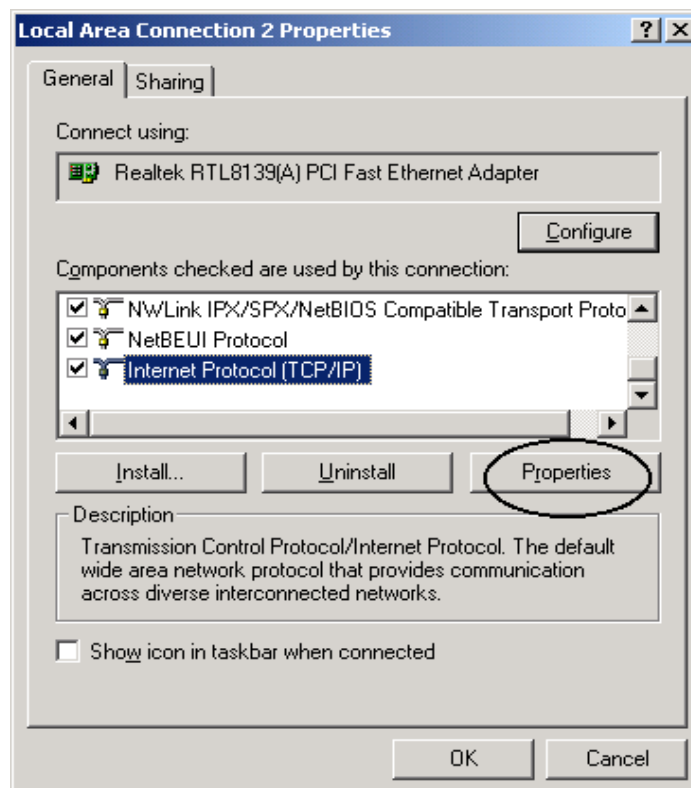 Local Area Connection 2 Properties
General
Sharing
Connect using:
Realtek RTL8139(A) PCI Fast Ethernet Adapter
Configure
Components checked are used by this connection:
NWLink IPX/SPX/NetBIOS Compatible Transport Proto
NetBEUI Protocol
Internet Protocol (TCP/IP)
Install...
Uninstall
Properties
Description
Transmission Control Protocol/Internet Protocol. The default
wide area network protocol that provides communication
across diverse interconnected networks.
Show icon in taskbar when connected
OK
Cancel